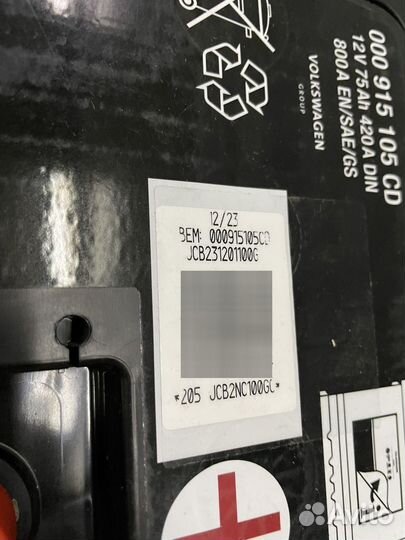 000 915 105 CD
12V 75Ah 420A DIN
800A EN/SAE/GS
VOLKSWAGEN
GROUP
12/23
BEM: 000915105CD
JCB231201100G
*205 JCB2NC100GC*
Avito